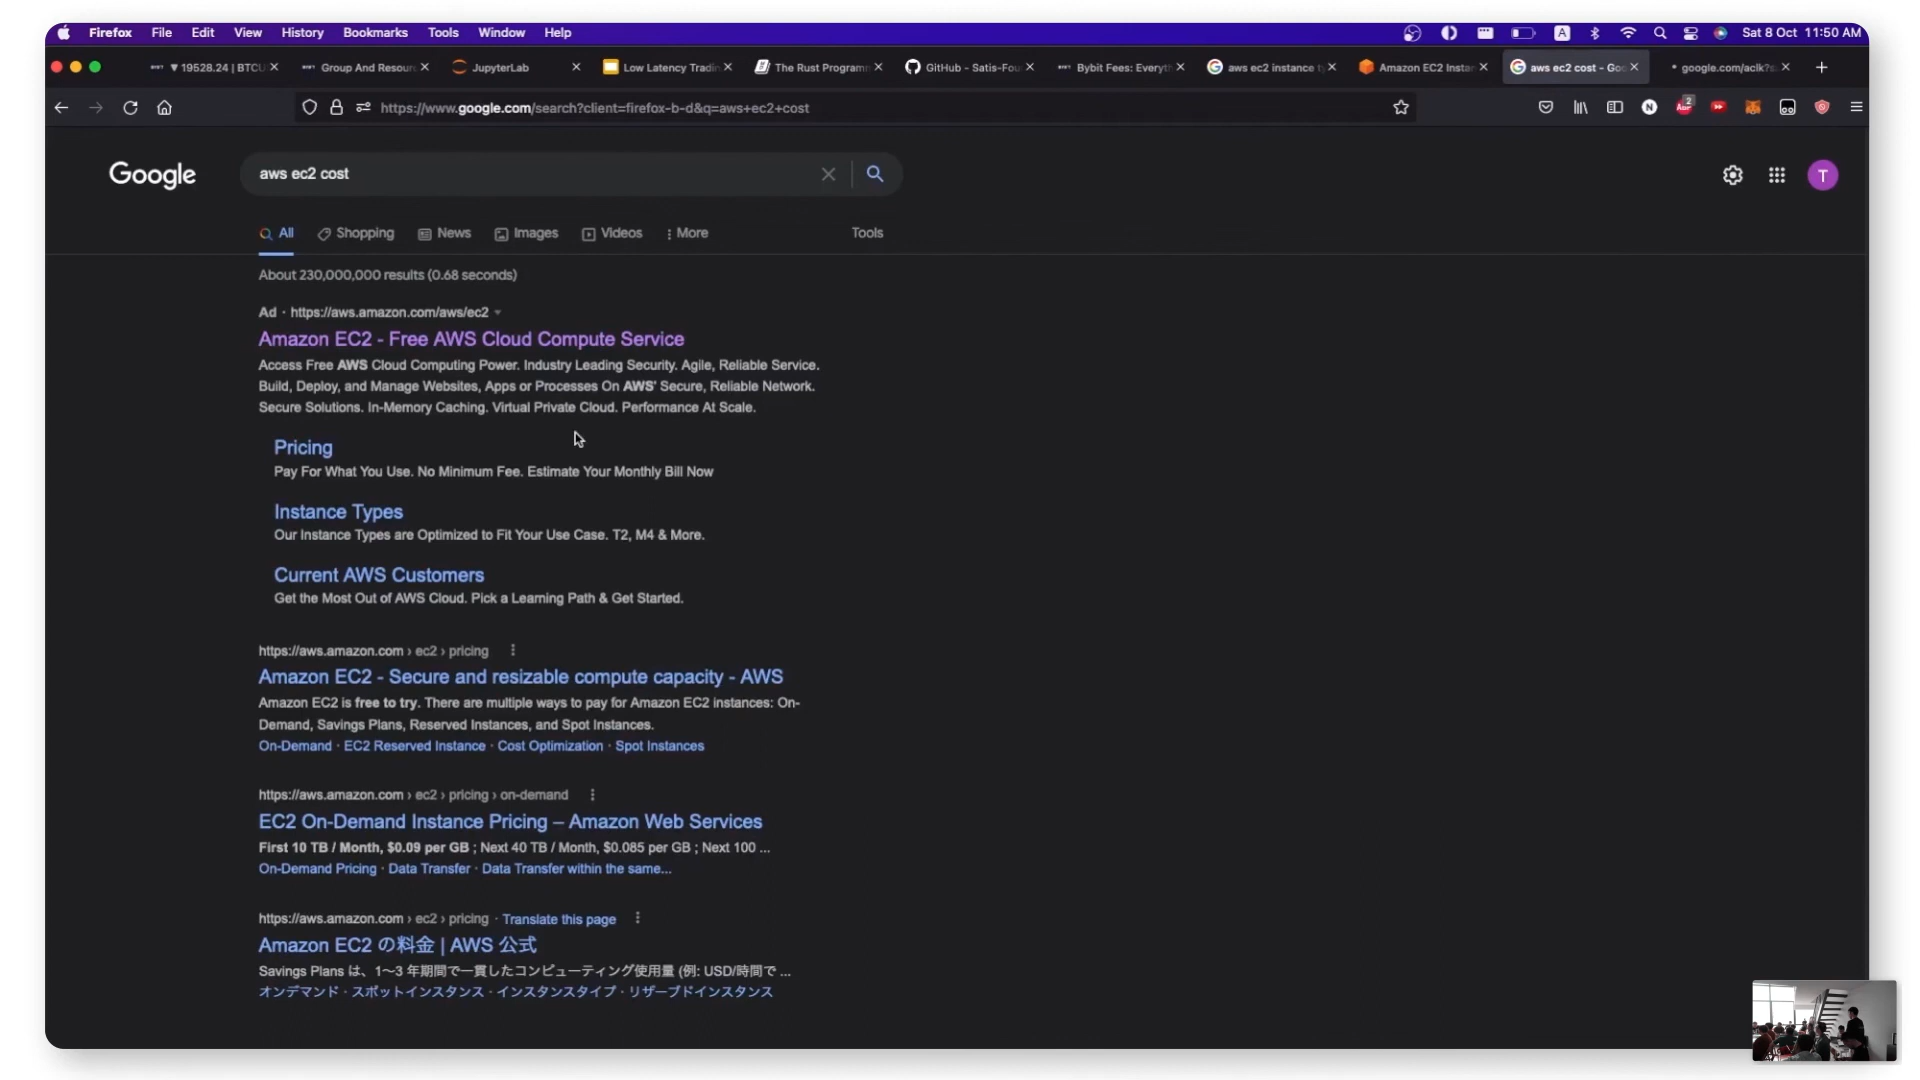 Firefox File Edit View History Bookmarks Tools Window Help
A Sat 8 Oct 11:50 AM
▼ 19528.24 | BTCU
Group And Resour
JupyterLab
Low Latency Tradin
The Rust Program
GitHub - Satis-Fou
Bybit Fees: Everyth
aws ec2 instance ty
Amazon EC2 Instan
aws ec2 cost - Goo
google.com/aclk?s
https://www.google.com/search?client=firefox-b-d&q=aws+ec2+cost
N
2
Google
aws ec2 cost
T
All Shopping News Images Videos More Tools
About 230,000,000 results (0.68 seconds)
Ad · https://aws.amazon.com/aws/ec2
Amazon EC2 - Free AWS Cloud Compute Service
Access Free AWS Cloud Computing Power. Industry Leading Security. Agile, Reliable Service.
Build, Deploy, and Manage Websites, Apps or Processes On AWS' Secure, Reliable Network.
Secure Solutions. In-Memory Caching. Virtual Private Cloud. Performance At Scale.
Pricing
Pay For What You Use. No Minimum Fee. Estimate Your Monthly Bill Now
Instance Types
Our Instance Types are Optimized to Fit Your Use Case. T2, M4 & More.
Current AWS Customers
Get the Most Out of AWS Cloud. Pick a Learning Path & Get Started.
https://aws.amazon.com › ec2 › pricing
Amazon EC2 - Secure and resizable compute capacity - AWS
Amazon EC2 is free to try. There are multiple ways to pay for Amazon EC2 instances: On-
Demand, Savings Plans, Reserved Instances, and Spot Instances.
On-Demand · EC2 Reserved Instance · Cost Optimization · Spot Instances
https://aws.amazon.com › ec2 › pricing › on-demand
EC2 On-Demand Instance Pricing – Amazon Web Services
First 10 TB / Month, $0.09 per GB ; Next 40 TB / Month, $0.085 per GB ; Next 100 ...
On-Demand Pricing · Data Transfer · Data Transfer within the same...
https://aws.amazon.com › ec2 › pricing · Translate this page
Amazon EC2 の料金 | AWS 公式
Savings Plans は、1～3 年期間で一貫したコンピューティング使用量 (例: USD/時間で ...
オンデマンド · スポットインスタンス · インスタンスタイプ · リザーブドインスタンス